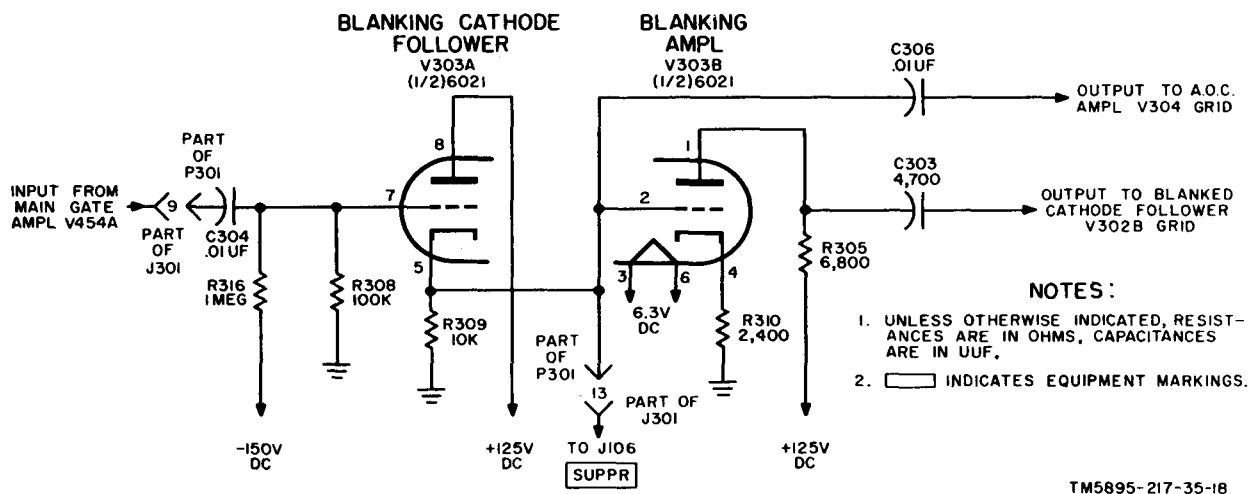 BLANKING CATHODE
FOLLOWER
V303A
(1/2)6021
BLANKING
AMPL
V303B
(1/2)6021
C306
.01UF
OUTPUT TO A.O.C.
AMPL V304 GRID
PART
OF
P301
8
1
C303
4,700
INPUT FROM
MAIN GATE
AMPL V454A
9
7
2
OUTPUT TO BLANKED
CATHODE FOLLOWER
V302B GRID
PART
OF
J301
C304
.01UF
5
3
6
4
R305
6,800
R316
1 MEG
R308
100K
R309
10K
6.3V
DC
R310
2,400
PART
OF
P301
13
PART OF
J301
NOTES:
1. UNLESS OTHERWISE INDICATED, RESIST-
ANCES ARE IN OHMS, CAPACITANCES
ARE IN UUF.
2. INDICATES EQUIPMENT MARKINGS.
-150V
DC
+125V
DC
TO J106
SUPPR
+125V
DC
TM5895-217-35-18